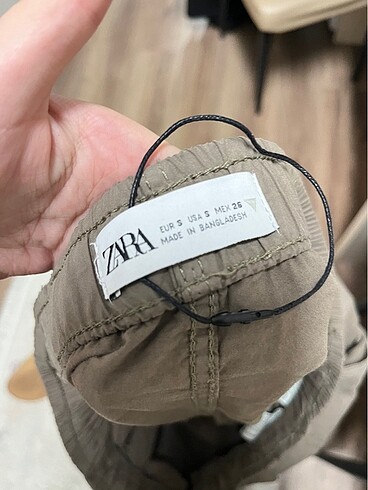 ZARA
EUR S USA S MEX 26
MADE IN BANGLADESH